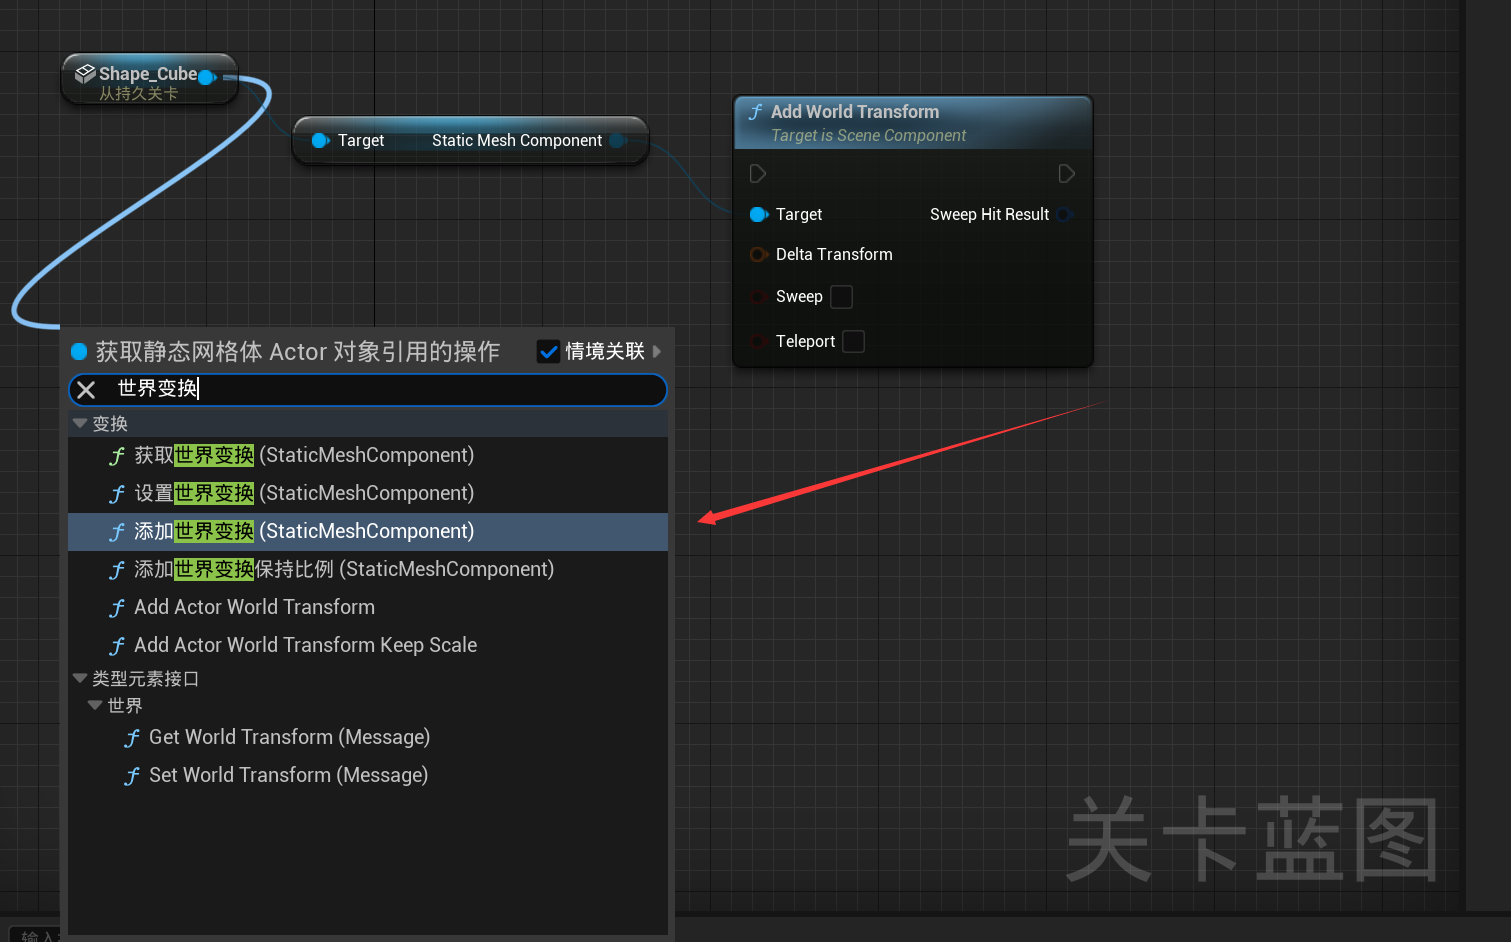 Shape_Cube
从持久关卡
Target Static Mesh Component
Add World Transform
Target is Scene Component
Target Sweep Hit Result
Delta Transform
Sweep
Teleport
获取静态网格体 Actor 对象引用的操作 情境关联
世界变换
变换
获取世界变换 (StaticMeshComponent)
设置世界变换 (StaticMeshComponent)
添加世界变换 (StaticMeshComponent)
添加世界变换保持比例 (StaticMeshComponent)
Add Actor World Transform
Add Actor World Transform Keep Scale
类型元素接口
世界
Get World Transform (Message)
Set World Transform (Message)
关卡蓝图
输入